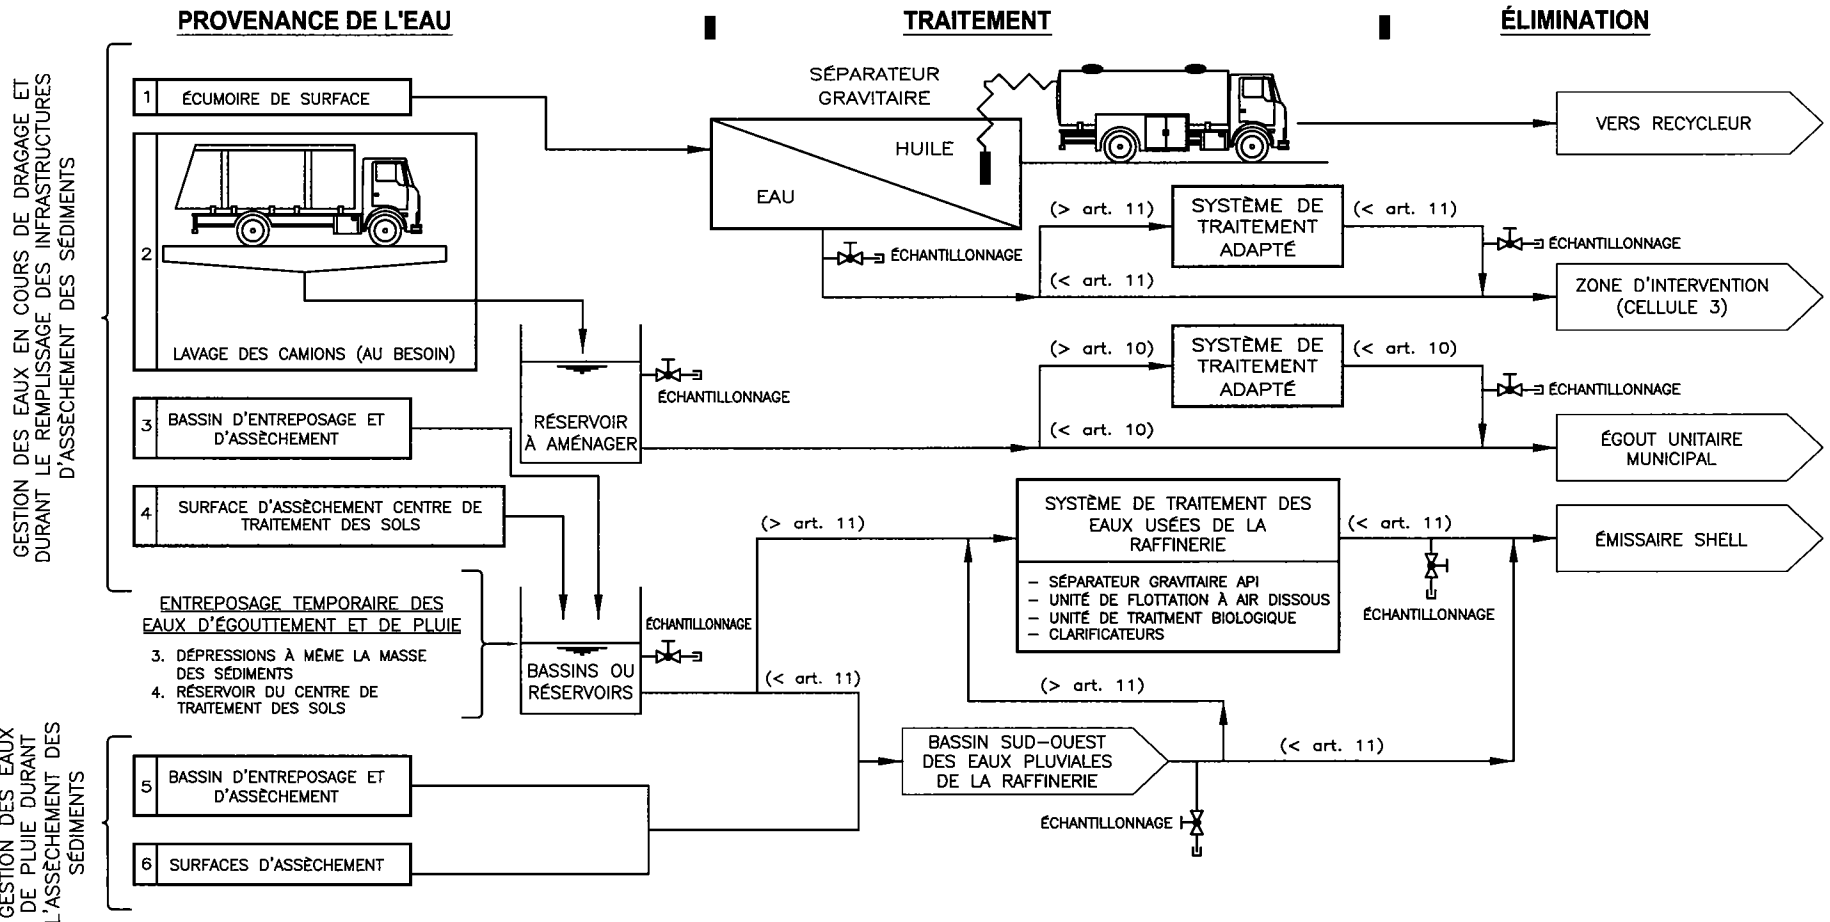 PROVENANCE DE L'EAU
TRAITEMENT
ÉLIMINATION
GESTION DES EAUX EN COURS DE DRAGAGE ET
DURANT LE REMPLISSAGE DES INFRASTRUCTURES
D'ASSÈCHEMENT DES SÉDIMENTS
1 ÉCUMOIRE DE SURFACE
SÉPARATEUR
GRAVITAIRE
HUILE
EAU
VERS RECYCLEUR
2
LAVAGE DES CAMIONS (AU BESOIN)
ÉCHANTILLONNAGE
(> art. 11)
SYSTÈME DE
TRAITEMENT
ADAPTÉ
(< art. 11)
ÉCHANTILLONNAGE
(< art. 11)
ZONE D'INTERVENTION
(CELLULE 3)
RÉSERVOIR
À AMÉNAGER
ÉCHANTILLONNAGE
(> art. 10)
SYSTÈME DE
TRAITEMENT
ADAPTÉ
(< art. 10)
ÉCHANTILLONNAGE
(< art. 10)
ÉGOUT UNITAIRE
MUNICIPAL
3 BASSIN D'ENTREPOSAGE ET
D'ASSÈCHEMENT
4 SURFACE D'ASSÈCHEMENT CENTRE DE
TRAITEMENT DES SOLS
(> art. 11)
SYSTÈME DE TRAITEMENT DES
EAUX USÉES DE LA
RAFFINERIE
– SÉPARATEUR GRAVITAIRE API
– UNITÉ DE FLOTTATION À AIR DISSOUS
– UNITÉ DE TRAITMENT BIOLOGIQUE
– CLARIFICATEURS
(< art. 11)
ÉCHANTILLONNAGE
ÉMISSAIRE SHELL
ENTREPOSAGE TEMPORAIRE DES
EAUX D'ÉGOUTTEMENT ET DE PLUIE
3. DÉPRESSIONS À MÊME LA MASSE
DES SÉDIMENTS
4. RÉSERVOIR DU CENTRE DE
TRAITEMENT DES SOLS
ÉCHANTILLONNAGE
BASSINS OU
RÉSERVOIRS
(< art. 11)
(> art. 11)
GESTION DES EAUX
DE PLUIE DURANT
L'ASSÈCHEMENT DES
SÉDIMENTS
5 BASSIN D'ENTREPOSAGE ET
D'ASSÈCHEMENT
6 SURFACES D'ASSÈCHEMENT
BASSIN SUD–OUEST
DES EAUX PLUVIALES
DE LA RAFFINERIE
(< art. 11)
ÉCHANTILLONNAGE